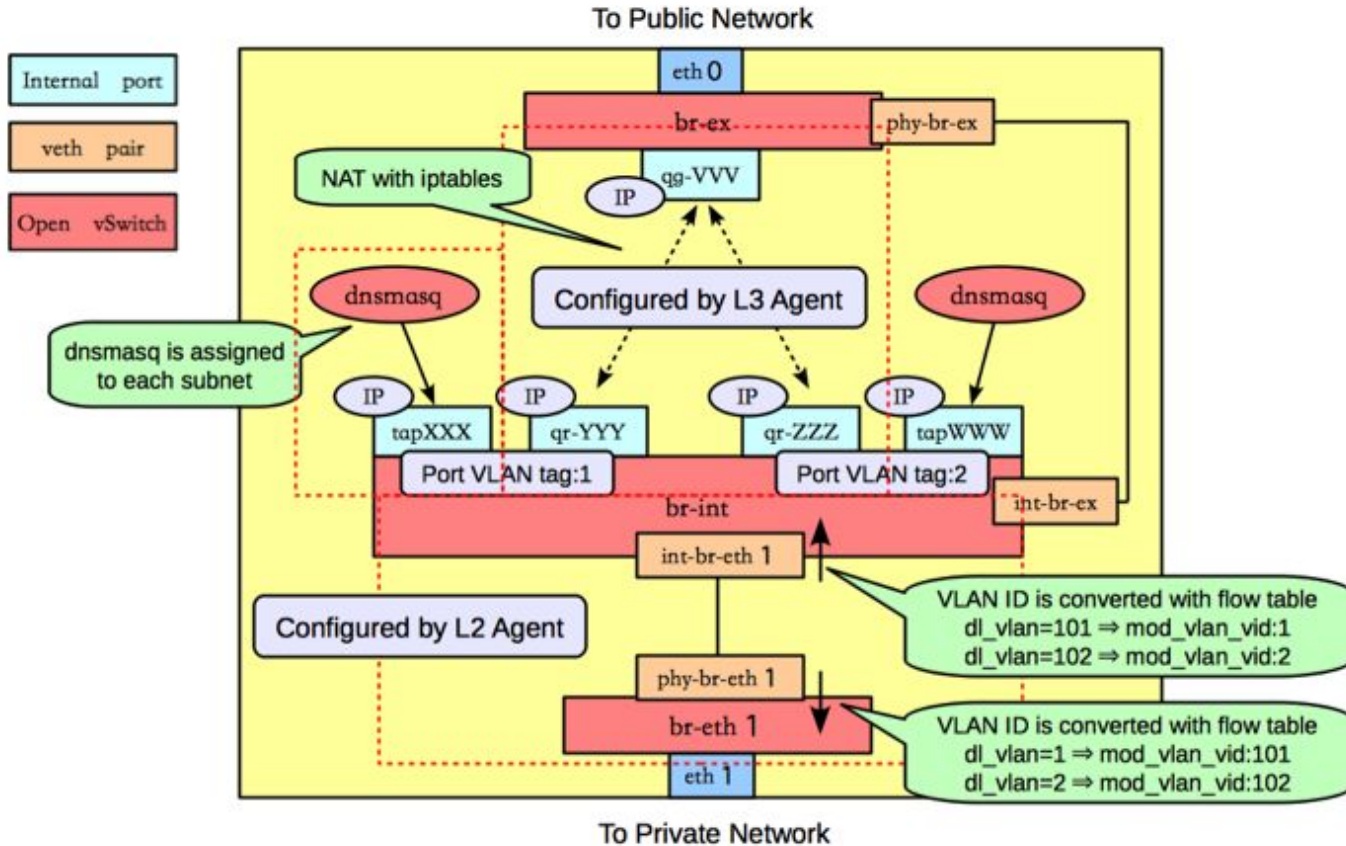 To Public Network
Internal port
veth pair
Open vSwitch
eth 0
br-ex
phy-br-ex
NAT with iptables
qg-VVV
IP
dnsmasq
Configured by L3 Agent
dnsmasq
dnsmasq is assigned
to each subnet
IP
IP
IP
IP
tapXXX
qr-YYY
qr-ZZZ
tapWWW
Port VLAN tag:1
Port VLAN tag:2
br-int
int-br-ex
int-br-eth 1
Configured by L2 Agent
VLAN ID is converted with flow table
dl_vlan=101 ⇒ mod_vlan_vid:1
dl_vlan=102 ⇒ mod_vlan_vid:2
phy-br-eth 1
br-eth 1
VLAN ID is converted with flow table
dl_vlan=1 ⇒ mod_vlan_vid:101
dl_vlan=2 ⇒ mod_vlan_vid:102
eth 1
To Private Network